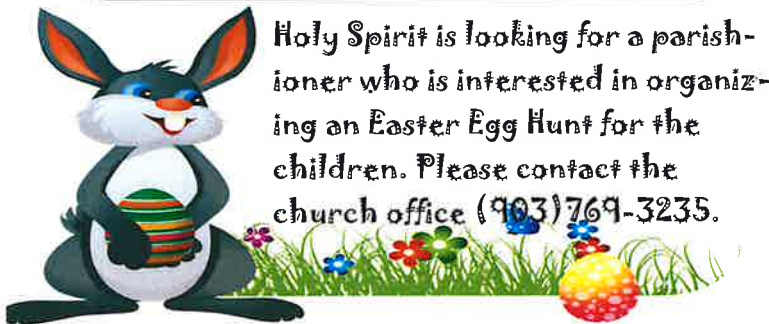 Holy Spirit is looking for a parish-
ioner who is interested in organiz-
ing an Easter Egg Hunt for the
children. Please contact the
church office (903)769-3235.